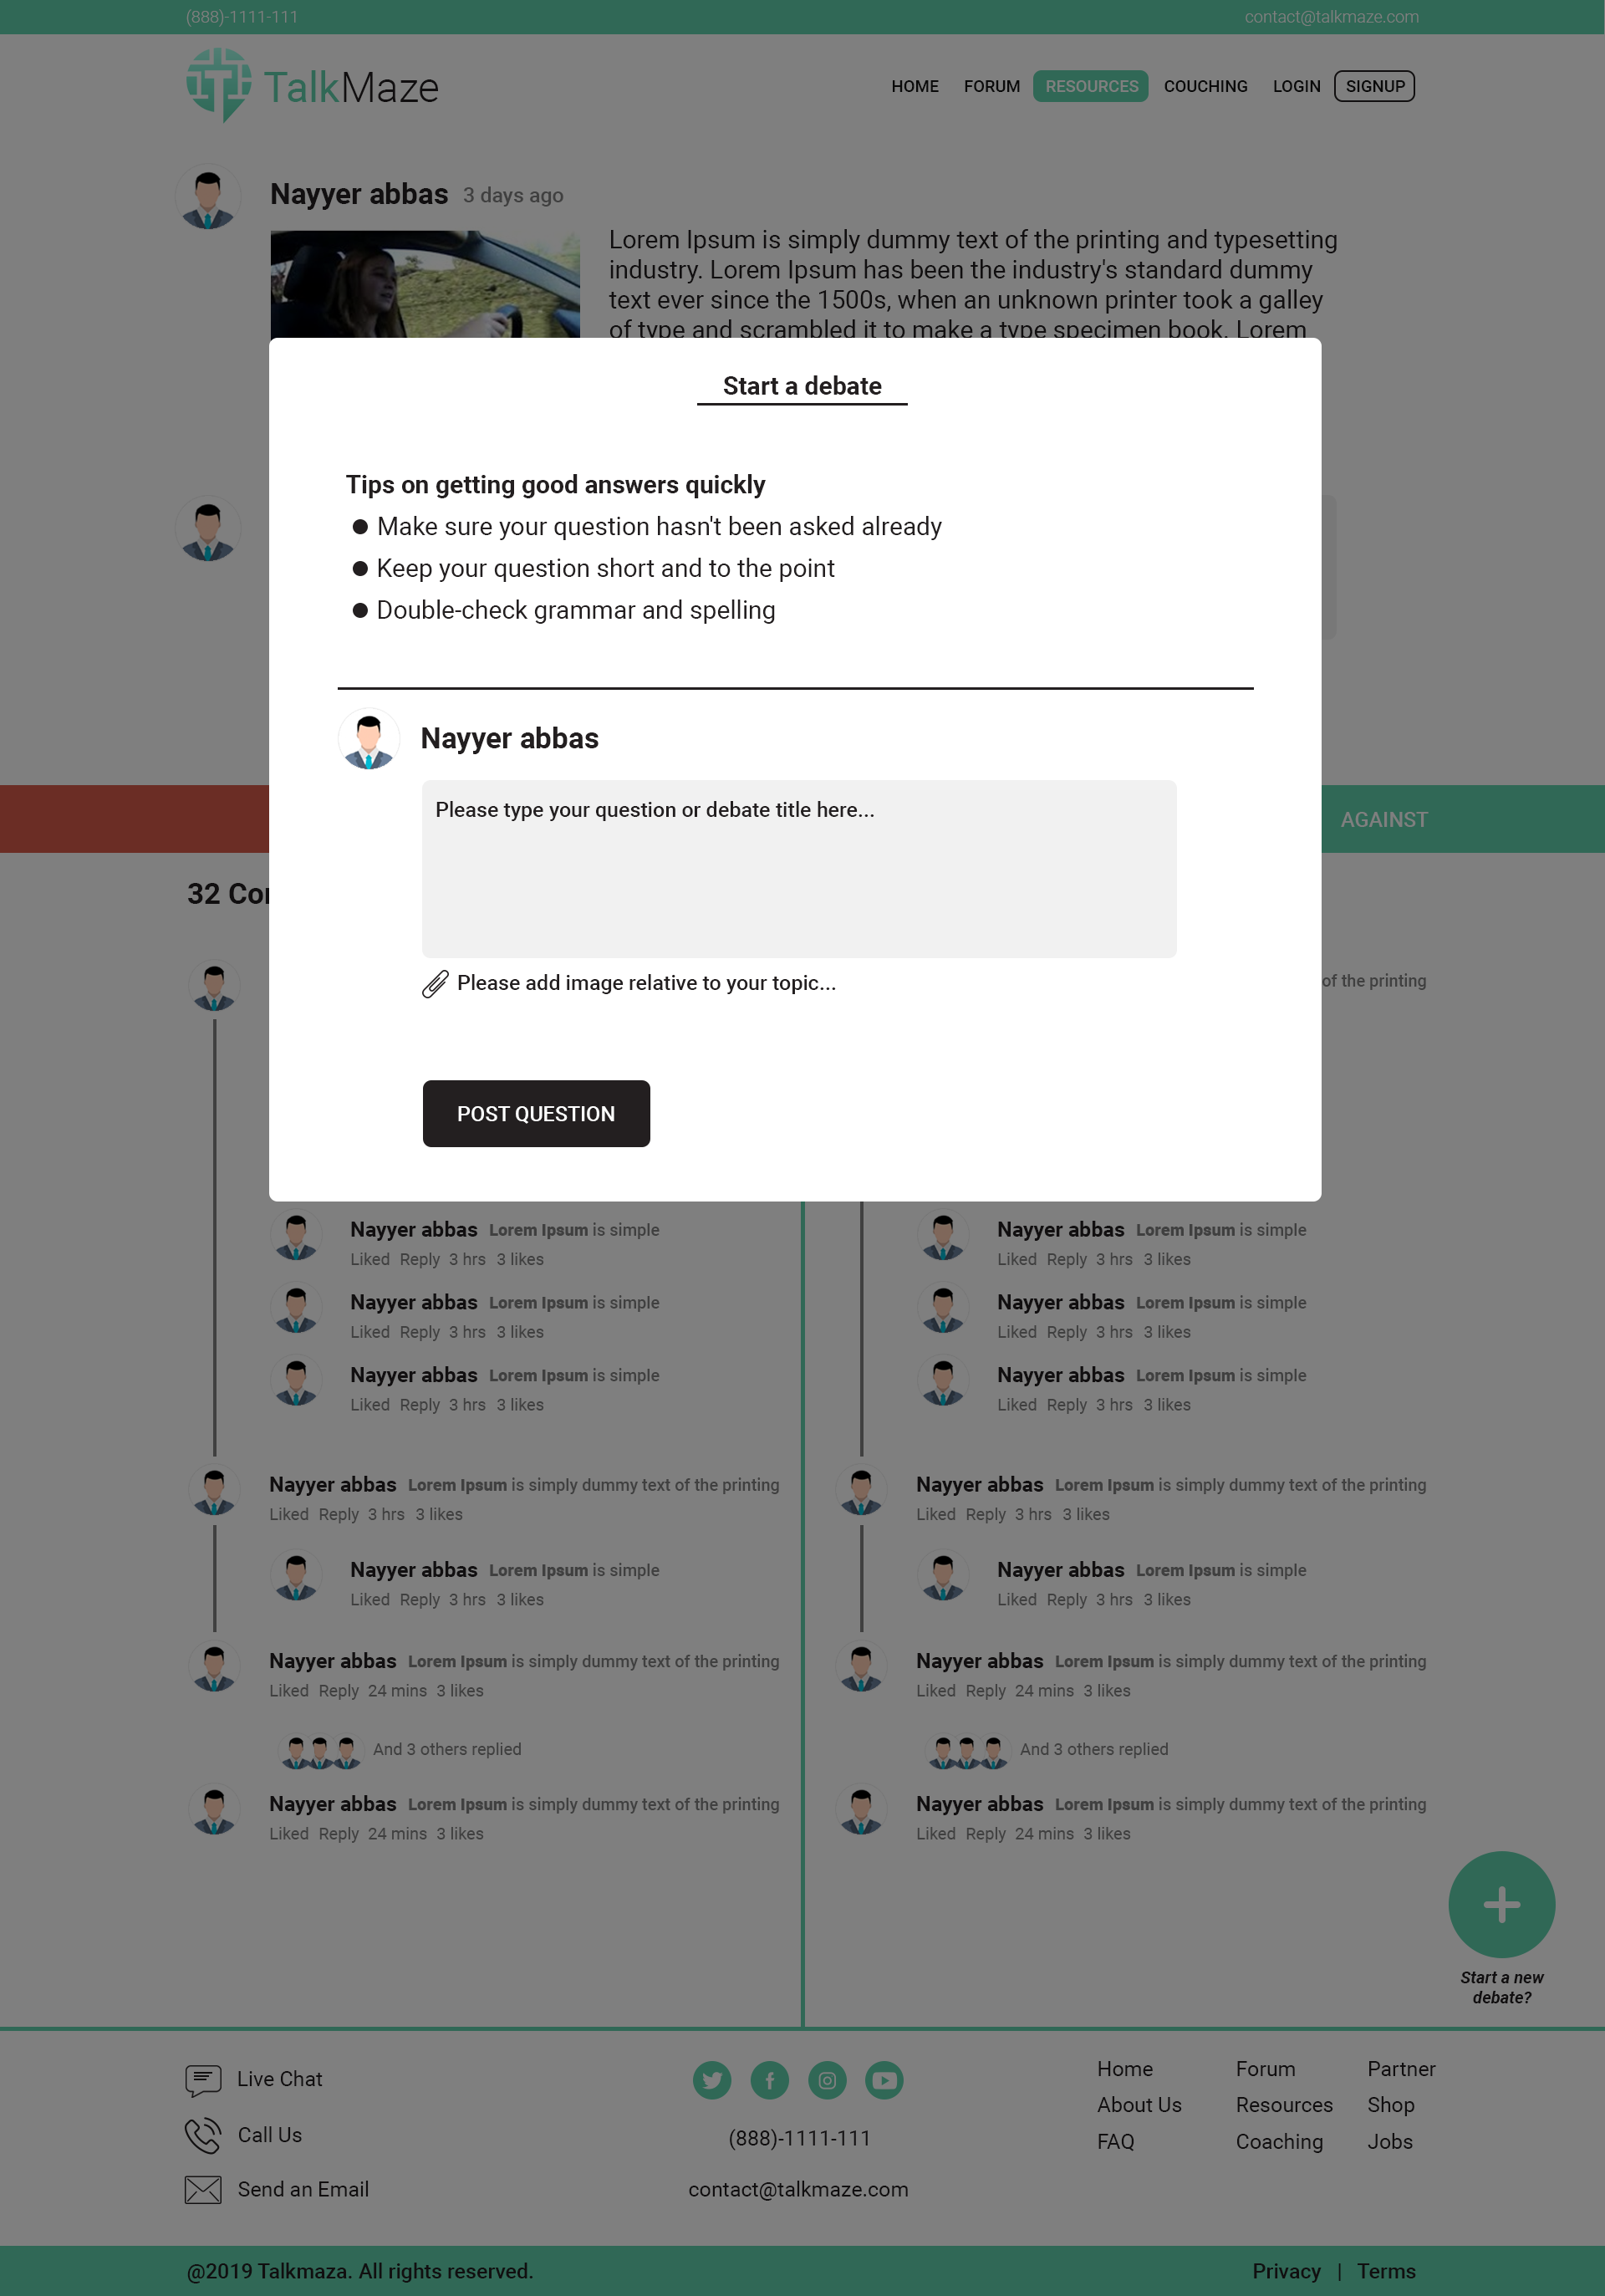 (888)-1111-111 contact@talkmaze.com
TalkMaze
HOME FORUM RESOURCES COUCHING LOGIN SIGNUP
Nayyer abbas 3 days ago
Lorem Ipsum is simply dummy text of the printing and typesetting
industry. Lorem Ipsum has been the industry's standard dummy
text ever since the 1500s, when an unknown printer took a galley
of type and scrambled it to make a type specimen book. Lorem
Start a debate
Tips on getting good answers quickly
Make sure your question hasn't been asked already
Keep your question short and to the point
Double-check grammar and spelling
Nayyer abbas
Please type your question or debate title here...
AGAINST
32
of the printing
Please add image relative to your topic...
POST QUESTION
Nayyer abbas Lorem Ipsum is simple
Liked Reply 3 hrs 3 likes
Nayyer abbas Lorem Ipsum is simple
Liked Reply 3 hrs 3 likes
Nayyer abbas Lorem Ipsum is simple
Liked Reply 3 hrs 3 likes
Nayyer abbas Lorem Ipsum is simply dummy text of the printing
Liked Reply 3 hrs 3 likes
Nayyer abbas Lorem Ipsum is simple
Liked Reply 3 hrs 3 likes
Nayyer abbas Lorem Ipsum is simply dummy text of the printing
Liked Reply 24 mins 3 likes
And 3 others replied
Nayyer abbas Lorem Ipsum is simply dummy text of the printing
Liked Reply 24 mins 3 likes
Nayyer abbas Lorem Ipsum is simple
Liked Reply 3 hrs 3 likes
Nayyer abbas Lorem Ipsum is simple
Liked Reply 3 hrs 3 likes
Nayyer abbas Lorem Ipsum is simple
Liked Reply 3 hrs 3 likes
Nayyer abbas Lorem Ipsum is simply dummy text of the printing
Liked Reply 3 hrs 3 likes
Nayyer abbas Lorem Ipsum is simple
Liked Reply 3 hrs 3 likes
Nayyer abbas Lorem Ipsum is simply dummy text of the printing
Liked Reply 24 mins 3 likes
And 3 others replied
Nayyer abbas Lorem Ipsum is simply dummy text of the printing
Liked Reply 24 mins 3 likes
Start a new
debate?
Live Chat
Call Us
Send an Email
(888)-1111-111
contact@talkmaze.com
Home Forum Partner
About Us Resources Shop
FAQ Coaching Jobs
@2019 Talkmaza. All rights reserved.
Privacy | Terms